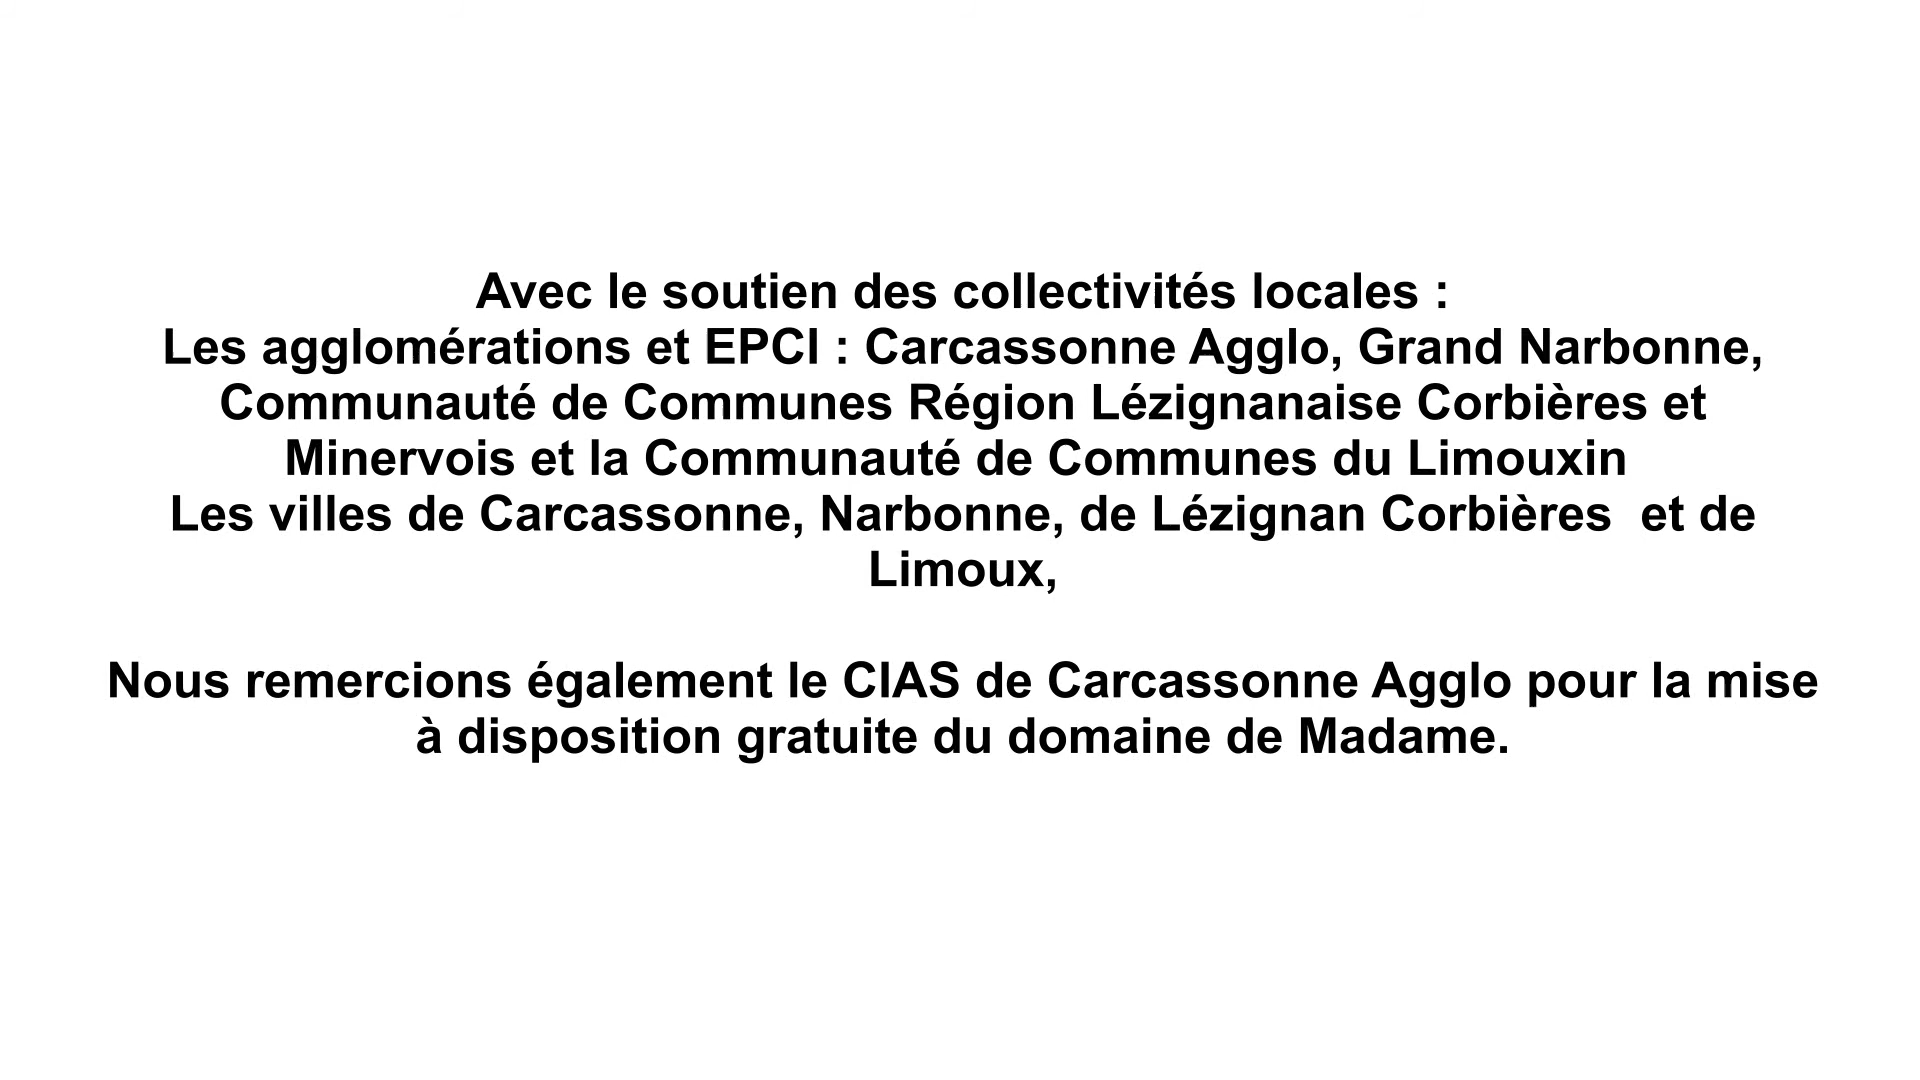 Avec le soutien des collectivités locales :
Les agglomérations et EPCI : Carcassonne Agglo, Grand Narbonne,
Communauté de Communes Région Lézignanaise Corbières et
Minervois et la Communauté de Communes du Limouxin
Les villes de Carcassonne, Narbonne, de Lézignan Corbières  et de
Limoux,
Nous remercions également le CIAS de Carcassonne Agglo pour la mise
à disposition gratuite du domaine de Madame.